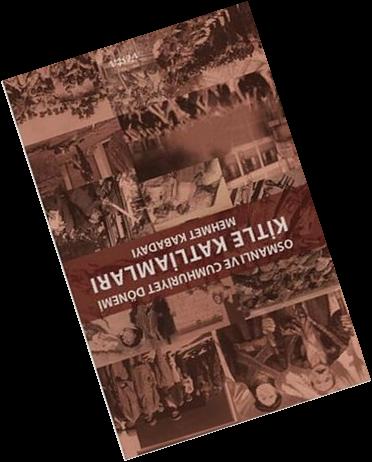 OSMANLI VE CUMHURİYET DÖNEMİ
KİTLE KATLİAMLARI
MEHMET KABADAYI